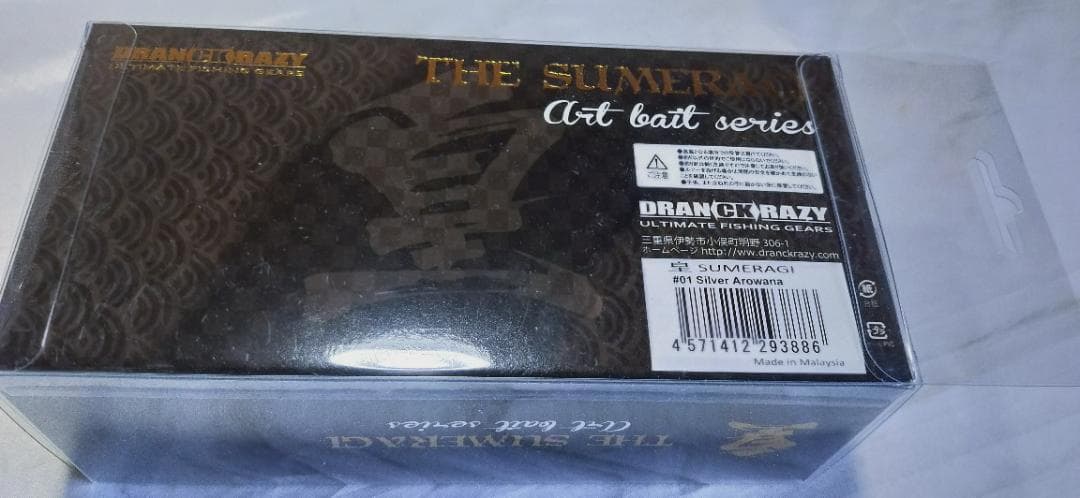 DRANCKRAZY
ULTIMATE FISHING GEARS
THE SUMERAGI
Art bait series
皇
ご注意
DRANCKRAZY
ULTIMATE FISHING GEARS
三重県伊勢市小俣町明野 306-1
ホームページ http://www.dranckrazy.com
皇 SUMERAGI
#01 Silver Arowana
4 571412 293886
Made in Malaysia
THE SUMERAGI
Art bait series
皇